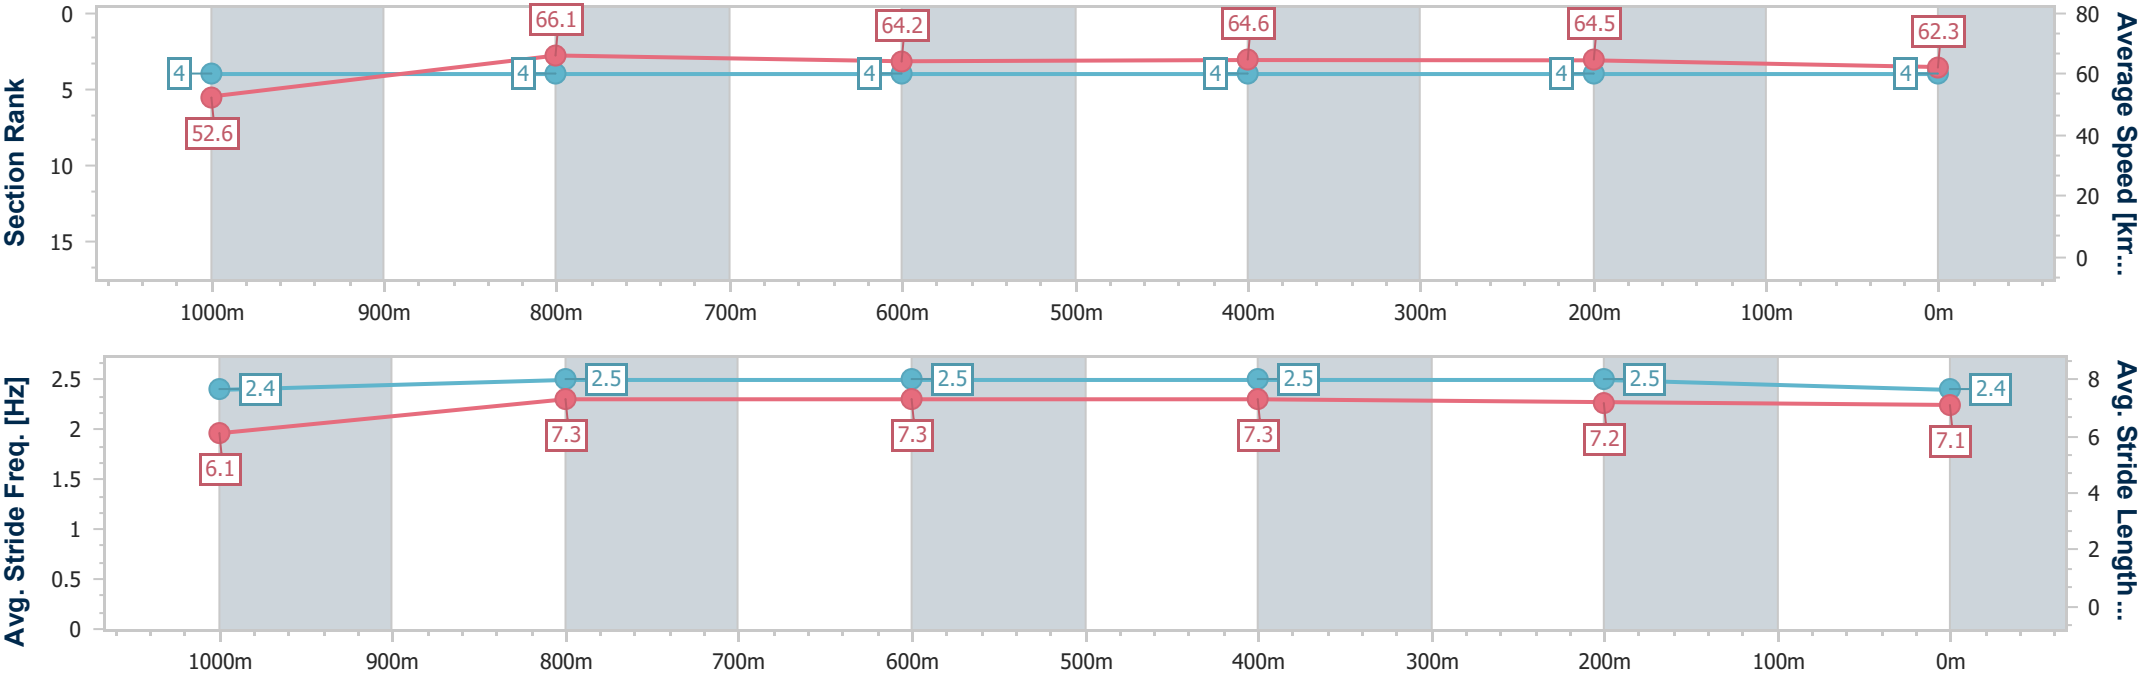 Section Rank
0
5
10
15
4
4
4
4
4
4
52.6
66.1
64.2
64.6
64.5
62.3
80
60
40
20
0
Average Speed [km...
1000m
900m
800m
700m
600m
500m
400m
300m
200m
100m
0m
Avg. Stride Freq. [Hz]
2.5
2
1.5
1
0.5
0
2.4
2.5
2.5
2.5
2.5
2.4
6.1
7.3
7.3
7.3
7.2
7.1
8
6
4
2
0
Avg. Stride Length ...
1000m
900m
800m
700m
600m
500m
400m
300m
200m
100m
0m